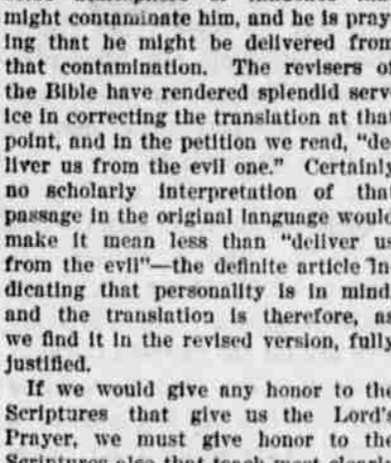 might contaminate him, and he is pray
ing that he might be delivered from
that contamination. The revisers of
the Bible have rendered splendid serv
ice in correcting the translation at that
point, and in the petition we read, "de
liver us from the evil one." Certainly
no scholarly interpretation of that
passage in the original language would
make it mean less than "deliver us
from the evil"—the definite article in
dicating that personality is in mind
and the translation is therefore, as
we find it in the revised version, fully
justified.
If we would give any honor to the
Scriptures that give us the Lord's
Prayer, we must give honor to the
Scriptures also that teach most